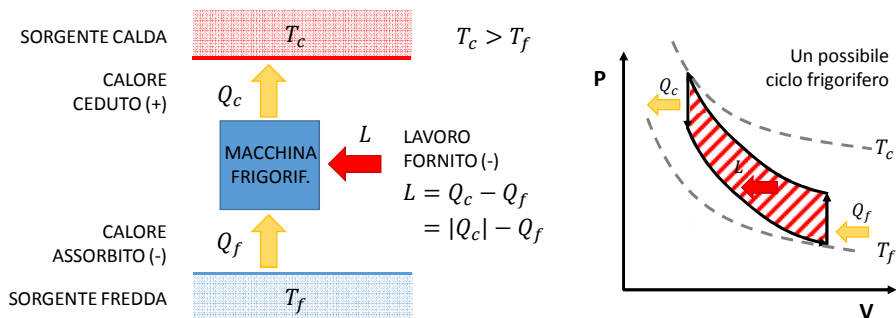 SORGENTE CALDA
T_c
T_c > T_f
CALORE
CEDUTO (+)
Q_c
L
MACCHINA
FRIGORIF.
LAVORO
FORNITO (-)
L = Q_c − Q_f
= |Q_c| − Q_f
CALORE
ASSORBITO (-)
Q_f
SORGENTE FREDDA
T_f
Un possibile
ciclo frigorifero
P
Q_c
T_c
L
Q_f
T_f
V